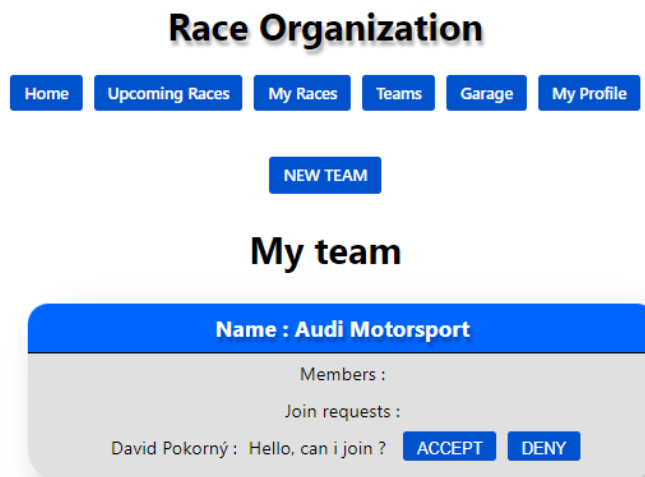 Race Organization
Home Upcoming Races My Races Teams Garage My Profile
NEW TEAM
My team
Name : Audi Motorsport
Members :
Join requests :
David Pokorný : Hello, can i join ? ACCEPT DENY